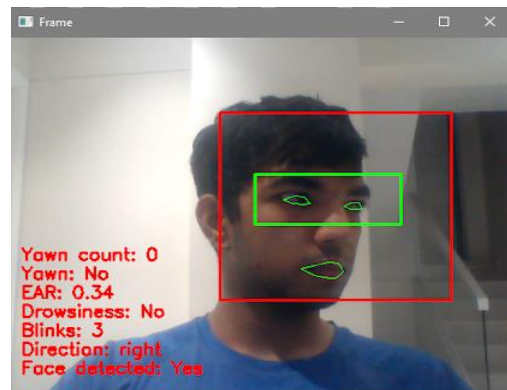 Frame
Yawn count: 0
Yawn: No
EAR: 0.34
Drowsiness: No
Blinks: 3
Direction: right
Face detected: Yes